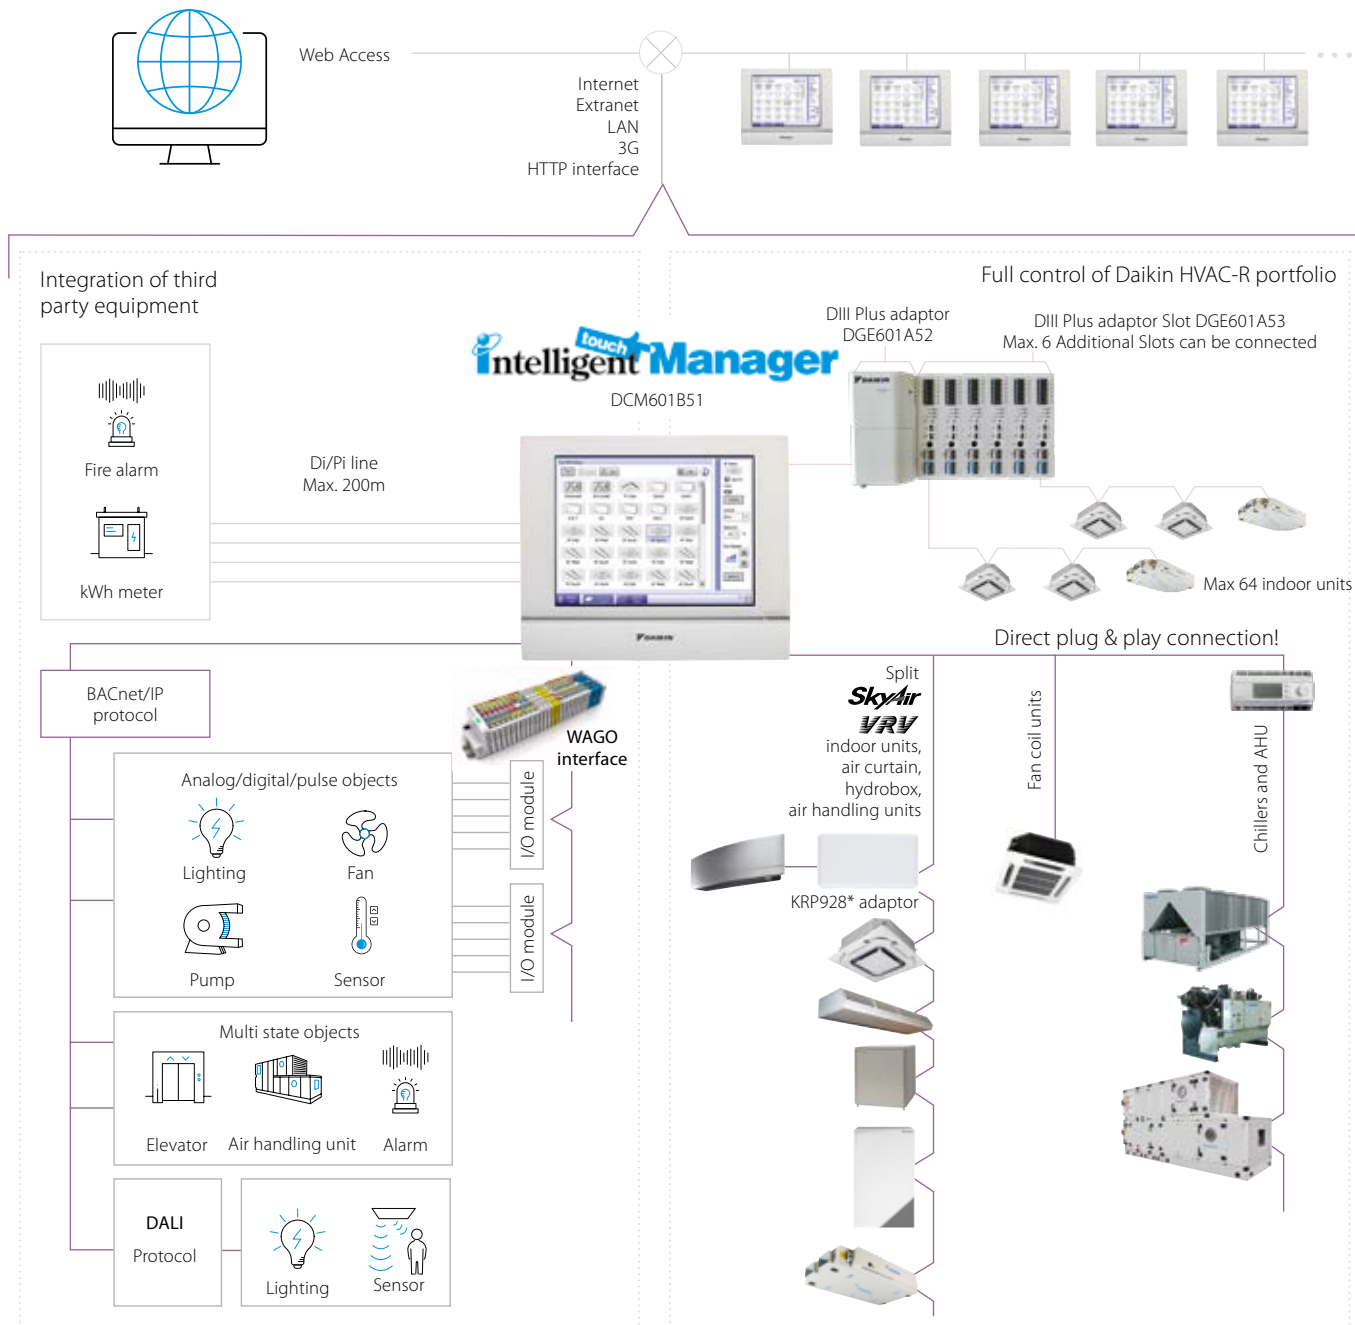 Web Access
Internet
Extranet
LAN
3G
HTTP interface
Integration of third
party equipment
Full control of Daikin HVAC-R portfolio
DIII Plus adaptor
DGE601A52
DIII Plus adaptor Slot DGE601A53
Max. 6 Additional Slots can be connected
intelligent touch Manager
DCM601B51
DAIKIN
Fire alarm
Di/Pi line
Max. 200m
kWh meter
Max 64 indoor units
DAIKIN
Direct plug & play connection!
BACnet/IP
protocol
WAGO
interface
Split
SkyAir
VRV
indoor units,
air curtain,
hydrobox,
air handling units
Fan coil units
Chillers and AHU
Analog/digital/pulse objects
Lighting
Fan
Pump
Sensor
I/O module
I/O module
KRP928* adaptor
Multi state objects
Elevator
Air handling unit
Alarm
DALI
Protocol
Lighting
Sensor